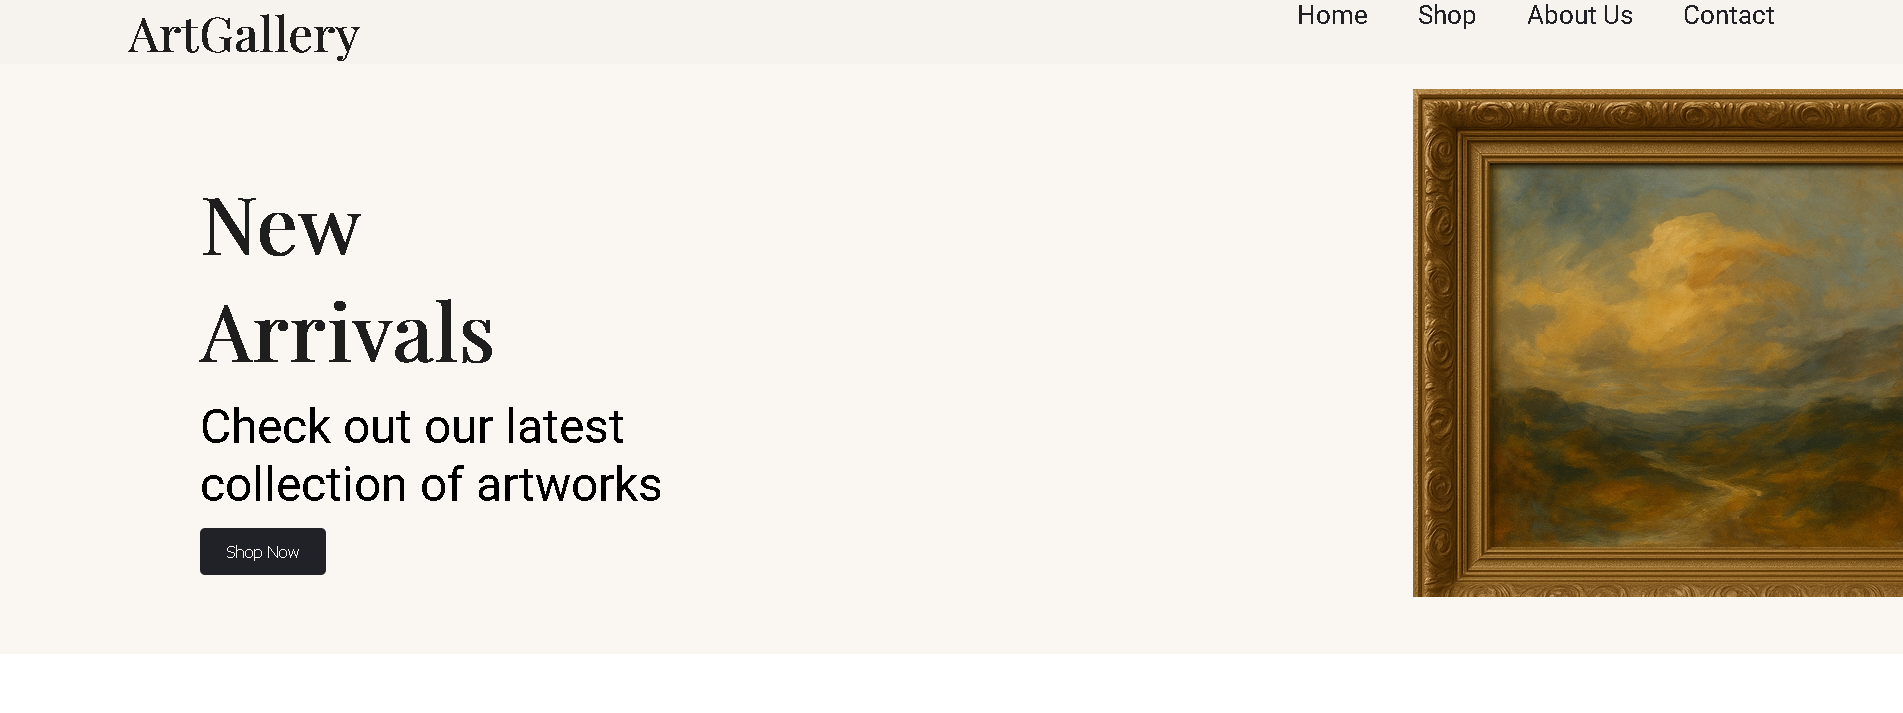 ArtGallery
Home Shop About Us Contact
New
Arrivals
Check out our latest
collection of artworks
Shop Now